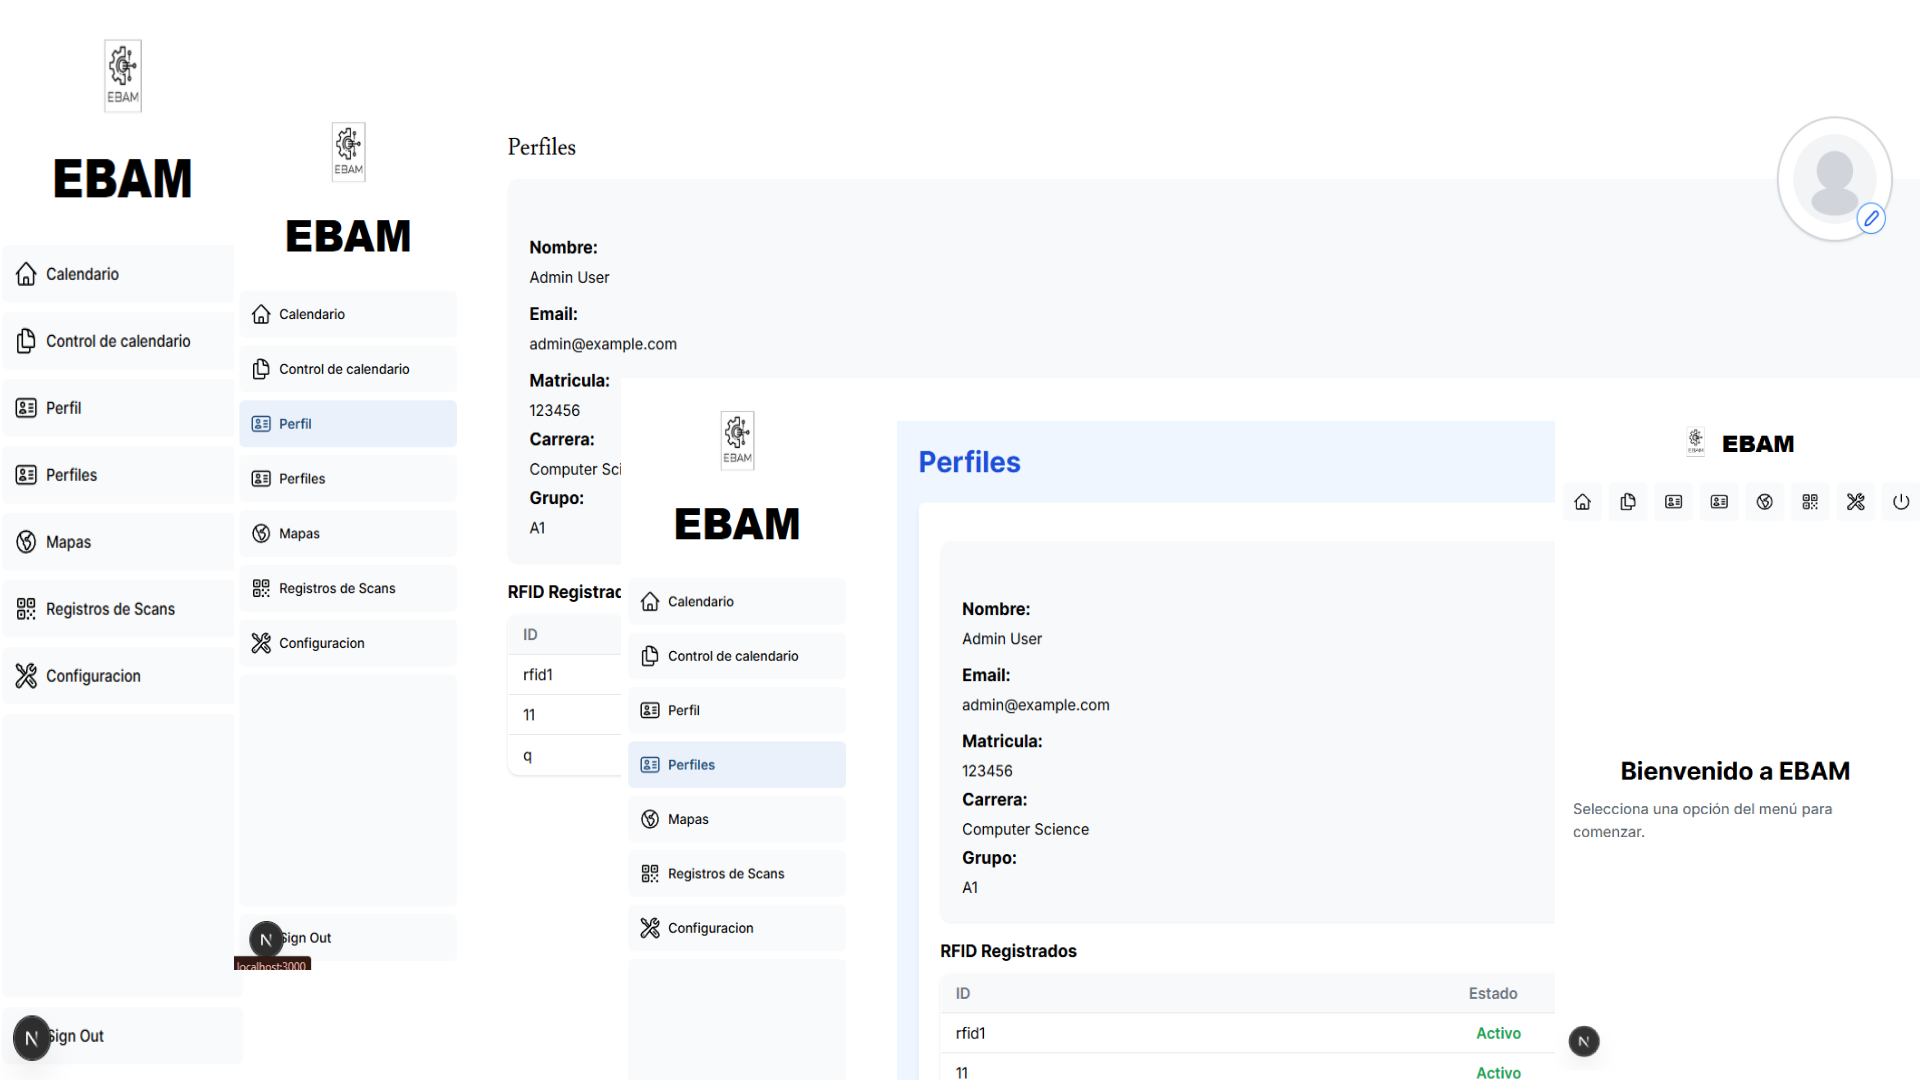 EBAM
EBAM
Calendario
Control de calendario
Perfil
Perfiles
Mapas
Registros de Scans
Configuracion
N
Sign Out
EBAM
EBAM
Calendario
Control de calendario
Perfil
Perfiles
Mapas
Registros de Scans
Configuracion
N
Sign Out
localhost:3000
Perfiles
Nombre:
Admin User
Email:
admin@example.com
Matricula:
123456
Carrera:
Computer Sci
Grupo:
A1
RFID Registrad
ID
rfid1
11
q
EBAM
EBAM
Calendario
Control de calendario
Perfil
Perfiles
Mapas
Registros de Scans
Configuracion
Perfiles
Nombre:
Admin User
Email:
admin@example.com
Matricula:
123456
Carrera:
Computer Science
Grupo:
A1
RFID Registrados
ID Estado
rfid1 Activo
11 Activo
EBAM
EBAM
Bienvenido a EBAM
Selecciona una opción del menú para
comenzar.
N